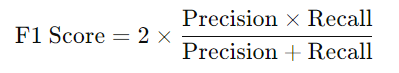 F1 Score = 2 × Precision × Recall / Precision + Recall